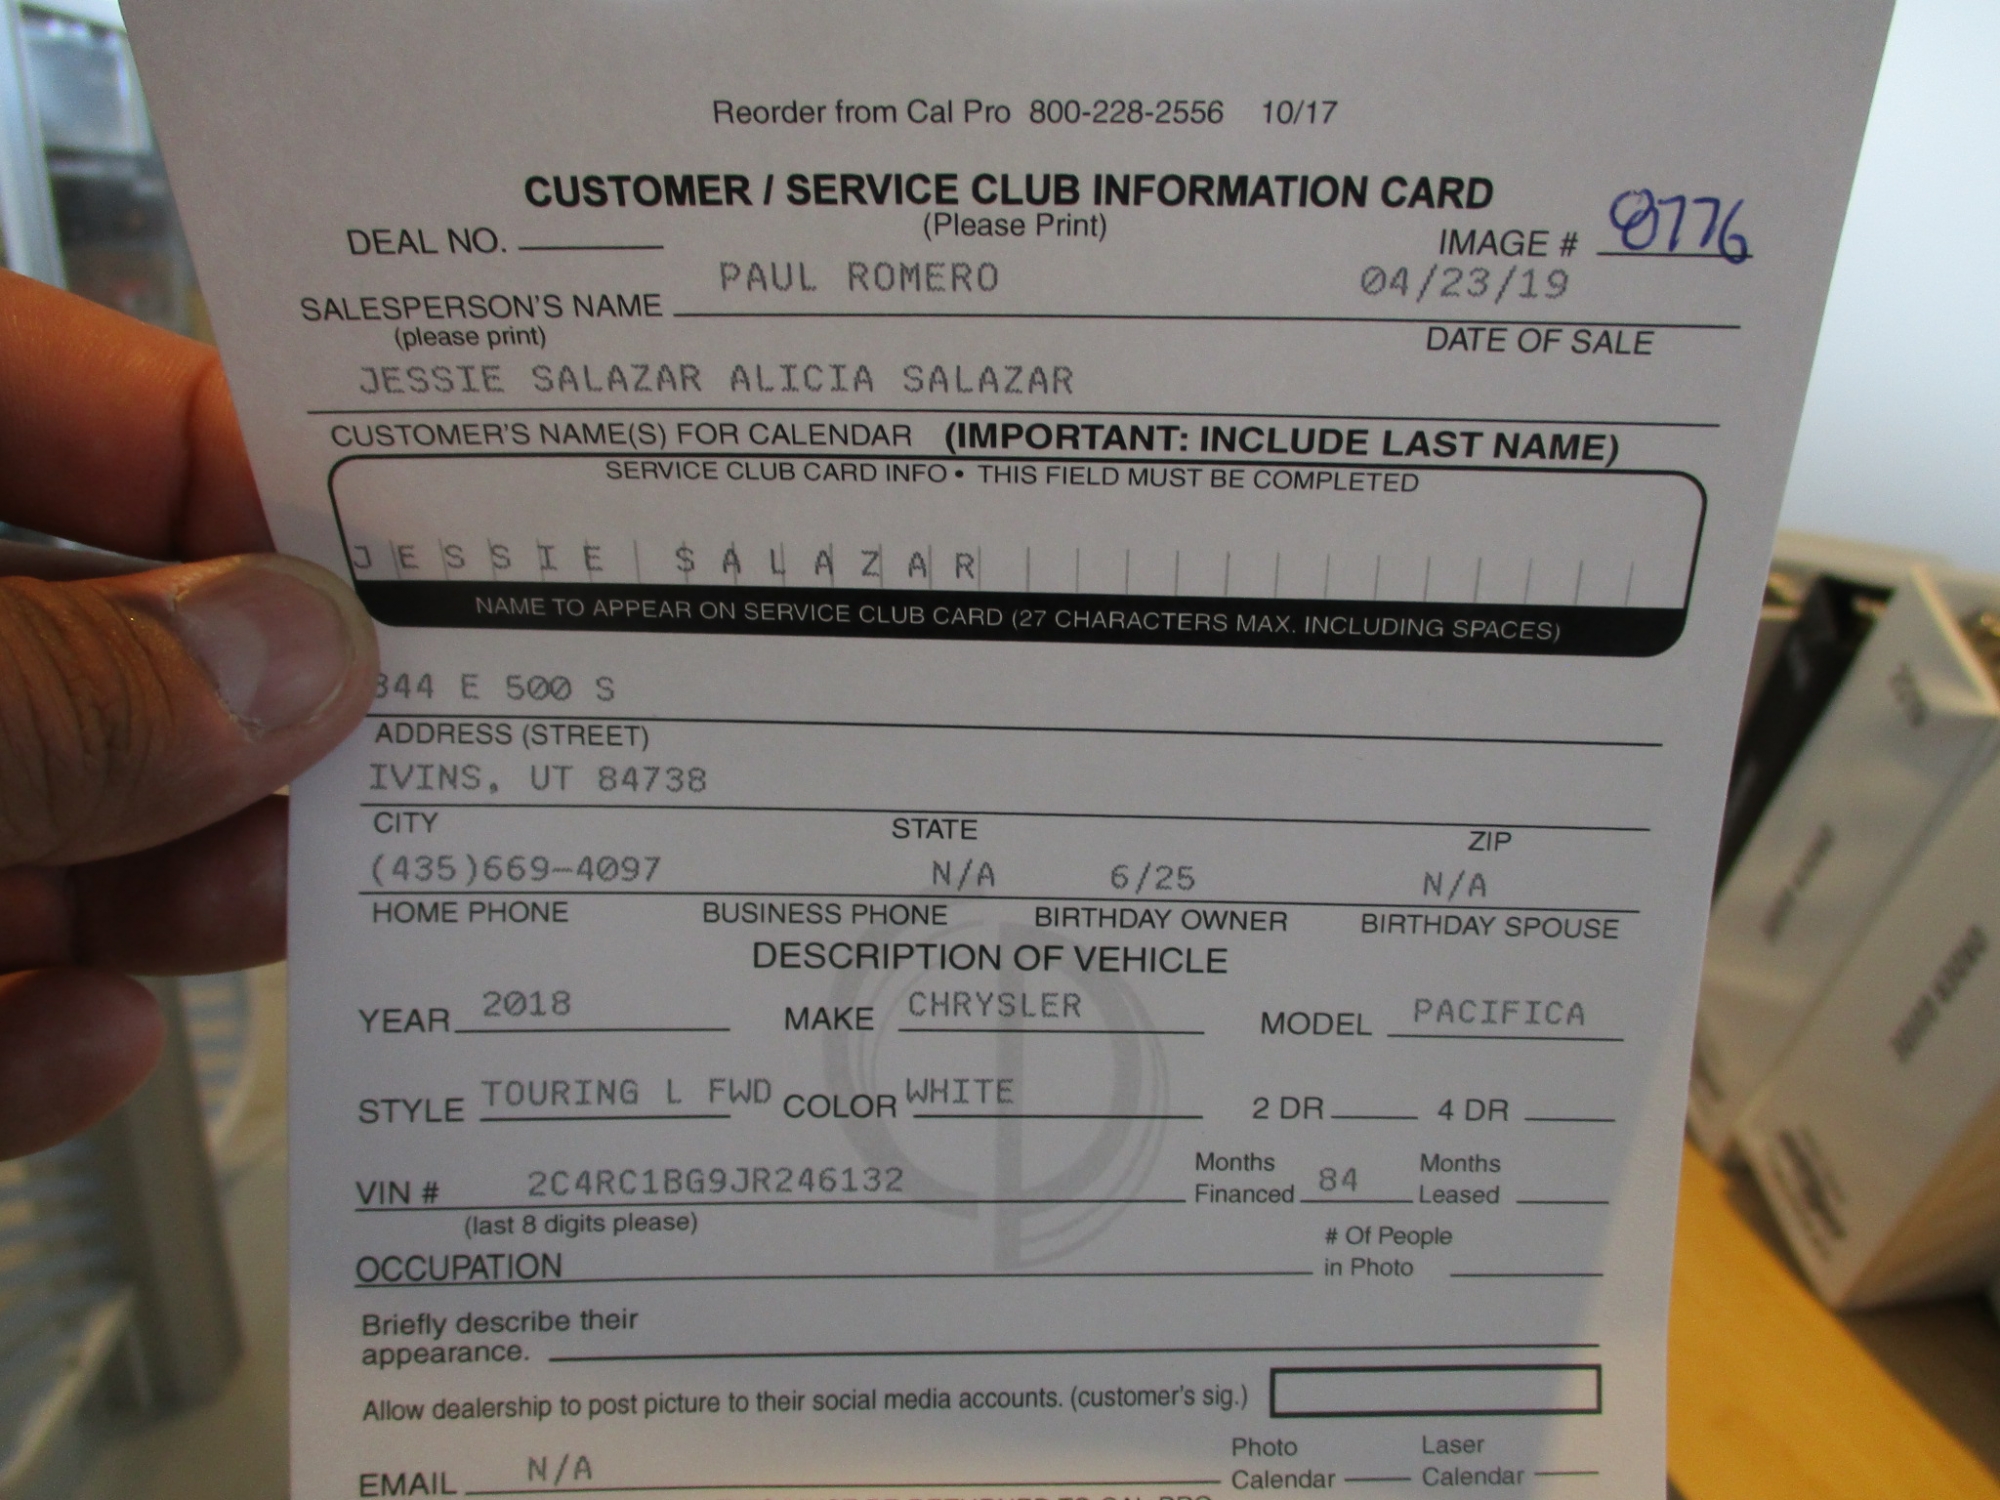 Reorder from Cal Pro 800-228-2556 10/17
CUSTOMER / SERVICE CLUB INFORMATION CARD
(Please Print)
DEAL NO. IMAGE # 8776
PAUL ROMERO 04/23/19
SALESPERSON'S NAME
(please print) DATE OF SALE
JESSIE SALAZAR ALICIA SALAZAR
CUSTOMER'S NAME(S) FOR CALENDAR (IMPORTANT: INCLUDE LAST NAME)
SERVICE CLUB CARD INFO • THIS FIELD MUST BE COMPLETED
JESSIE SALAZAR
NAME TO APPEAR ON SERVICE CLUB CARD (27 CHARACTERS MAX. INCLUDING SPACES)
344 E 500 S
ADDRESS (STREET)
IVINS, UT 84738
CITY STATE ZIP
(435)669-4097 N/A 6/25 N/A
HOME PHONE BUSINESS PHONE BIRTHDAY OWNER BIRTHDAY SPOUSE
DESCRIPTION OF VEHICLE
YEAR 2018 MAKE CHRYSLER MODEL PACIFICA
STYLE TOURING L FWD COLOR WHITE 2 DR 4 DR
VIN # 2C4RC1BG9JR246132 Months Financed 84 Months Leased
(last 8 digits please)
OCCUPATION # Of People in Photo
Briefly describe their
appearance.
Allow dealership to post picture to their social media accounts. (customer's sig.)
EMAIL N/A Photo Calendar Laser Calendar